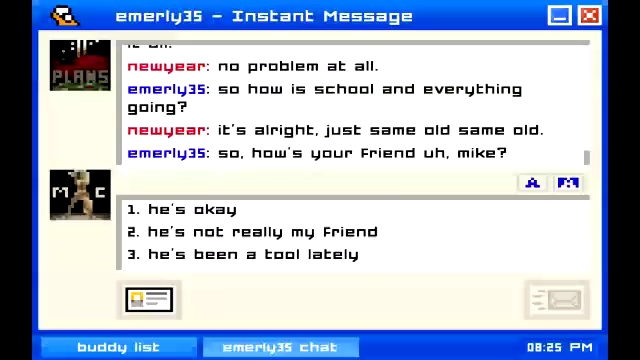 emerly35 - Instant Message
it all.
newyear: no problem at all.
emerly35: so how is school and everything
going?
newyear: it's alright, just same old same old.
emerly35: so, how's your friend uh, mike?
PLANS
M C
A
1. he's okay
2. he's not really my friend
3. he's been a tool lately
buddy list
emerly35 chat
08:25 PM